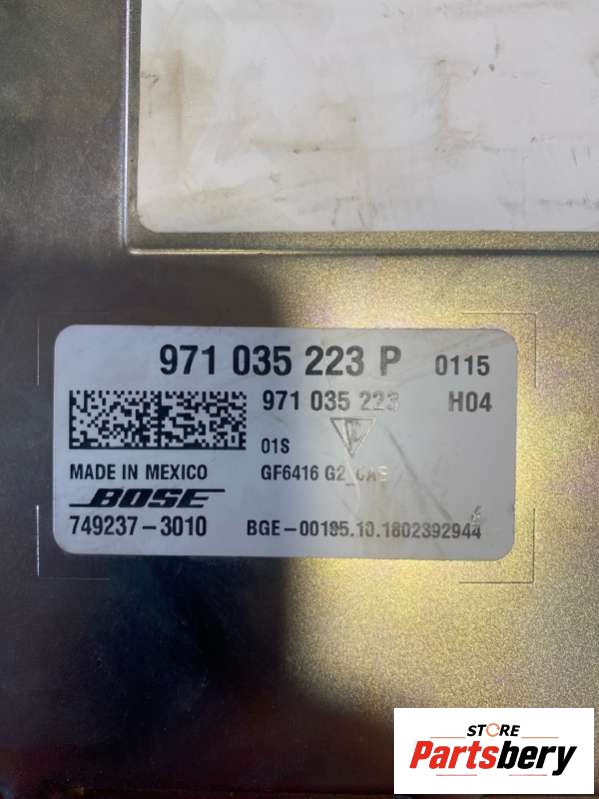 971 035 223 P 0115
971 035 223 H04
01S
MADE IN MEXICO GF6416 G2
BOSE
749237-3010 BGE-00195.10.1802392944
STORE
Partsbery